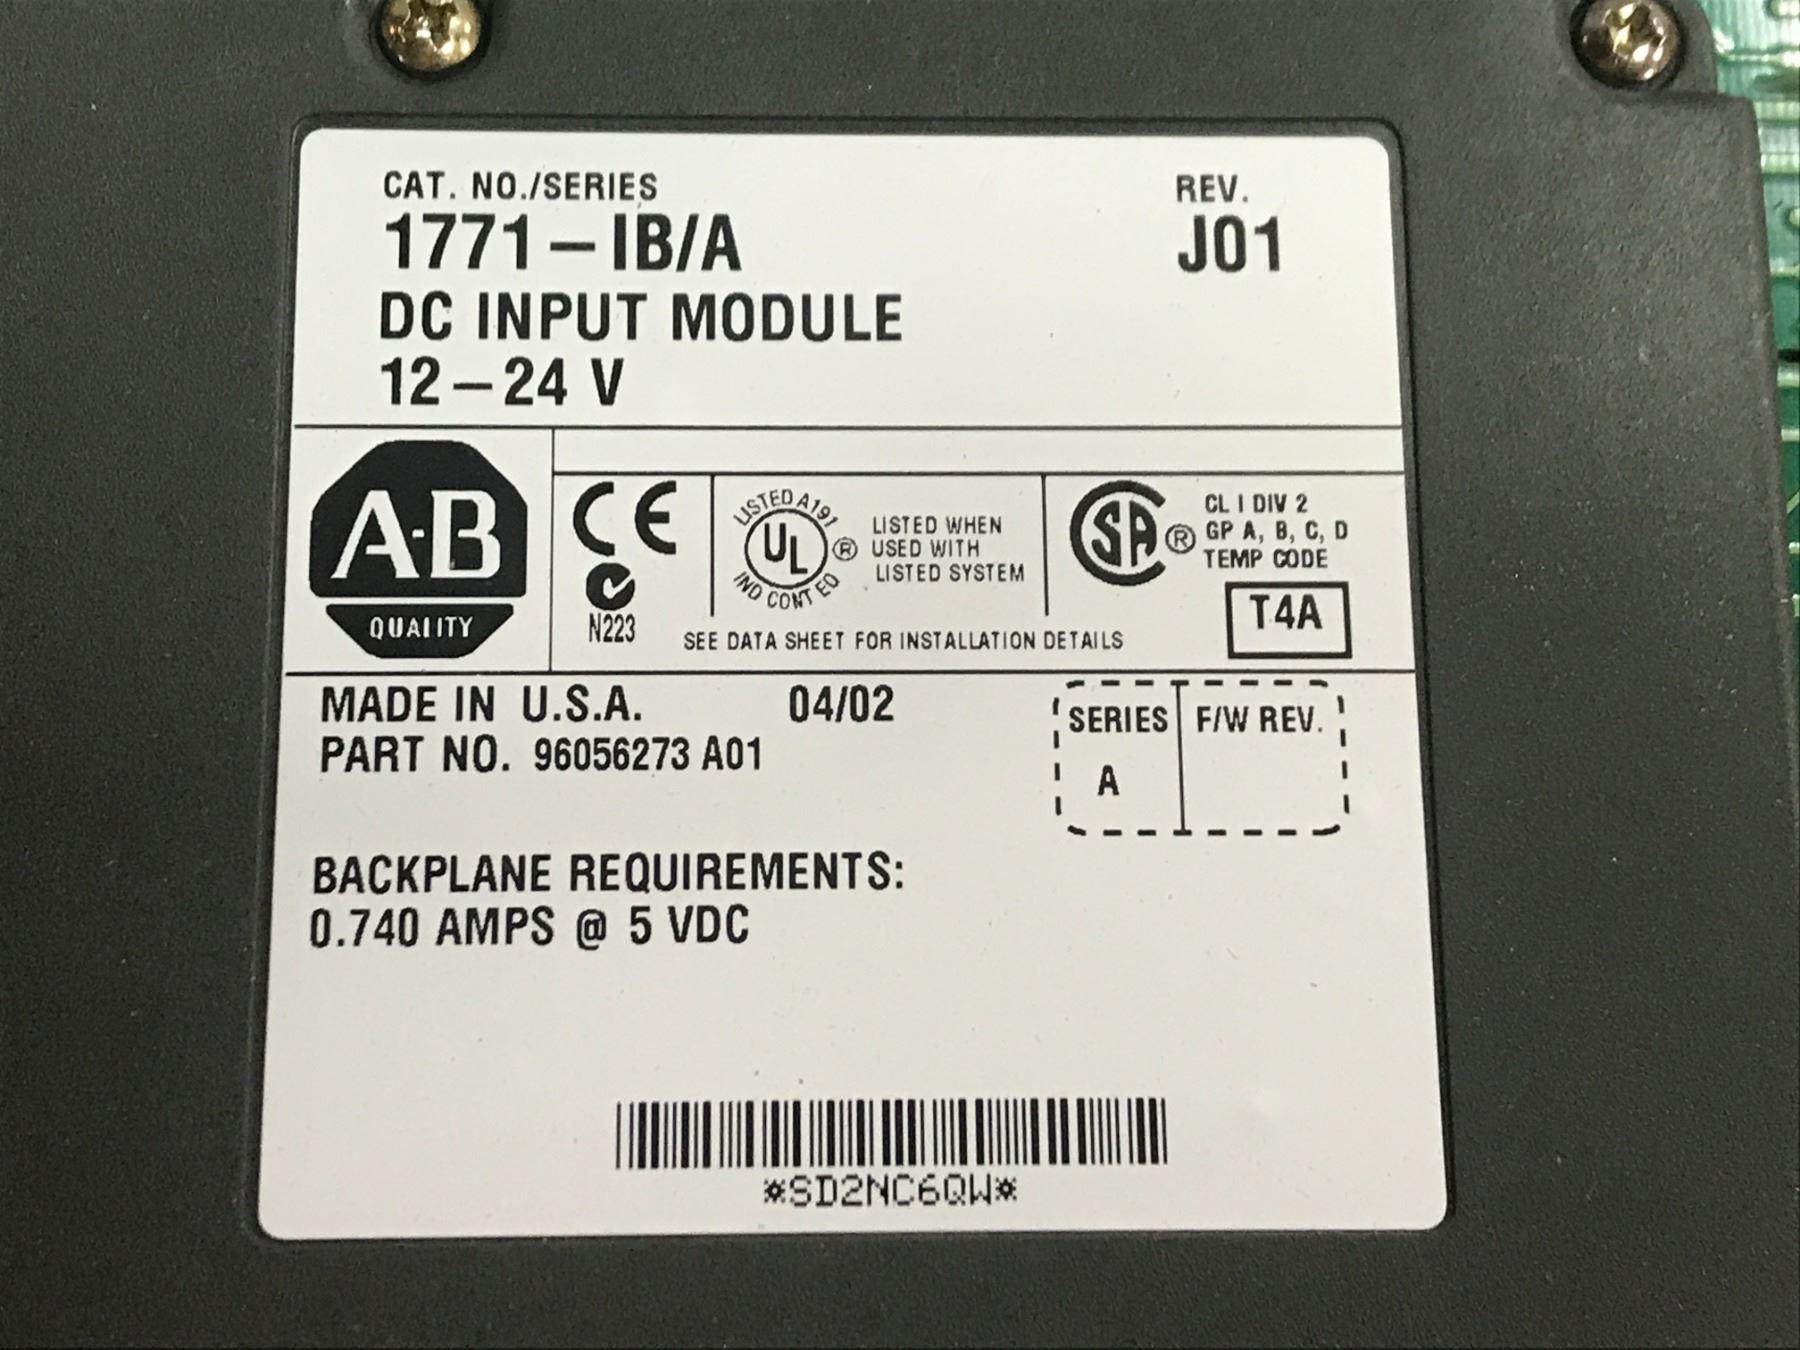 CAT. NO./SERIES
REV.
1771-IB/A
J01
DC INPUT MODULE
12-24 V
A-B
QUALITY
CE
N223
LISTED A191
UL
®
IND CONT EQ
LISTED WHEN
USED WITH
LISTED SYSTEM
SA
®
CL I DIV 2
GP A, B, C, D
TEMP CODE
T4A
SEE DATA SHEET FOR INSTALLATION DETAILS
MADE IN U.S.A. 04/02
PART NO. 96056273 A01
SERIES F/W REV.
A
BACKPLANE REQUIREMENTS:
0.740 AMPS @ 5 VDC
*SD2NC6QW*